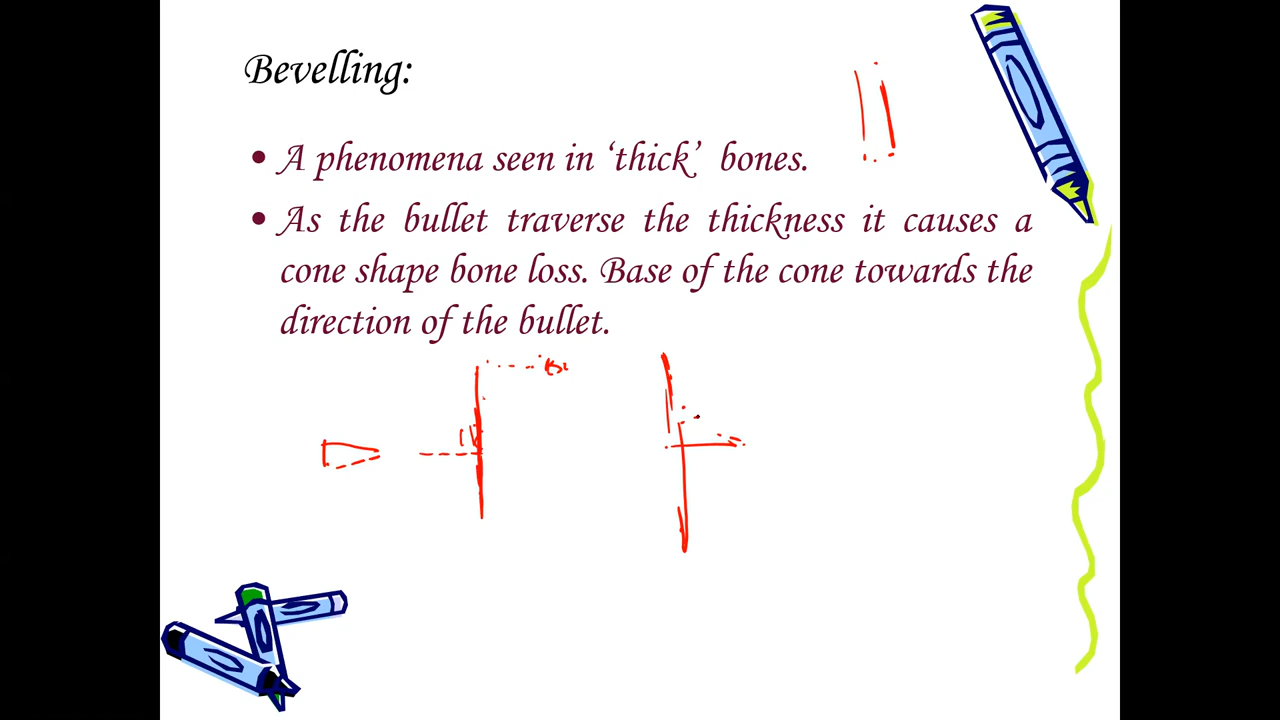 Bevelling:
• A phenomena seen in ‘thick’ bones.
• As the bullet traverse the thickness it causes a
cone shape bone loss. Base of the cone towards the
direction of the bullet.